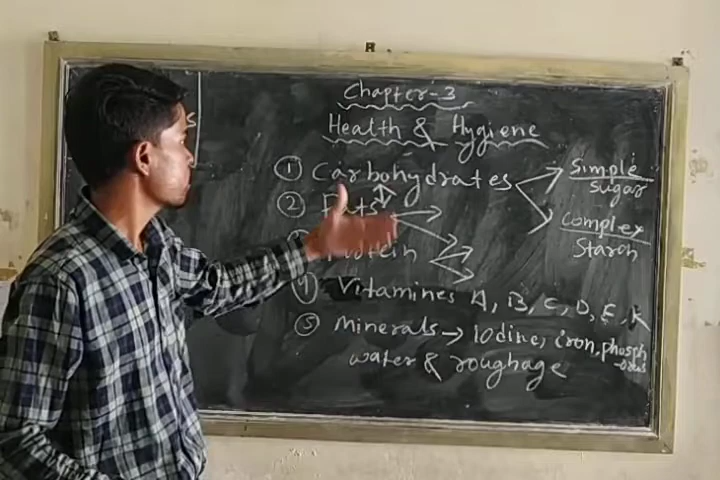 Chapter-3
Health & Hygiene
① Carbohydrates → Simple sugar
→ Complex Starch
② Fats
Protein
④ Vitamines A, B, C, D, E, K
⑤ Minerals → Iodine, iron, phosph-orus
water & roughage